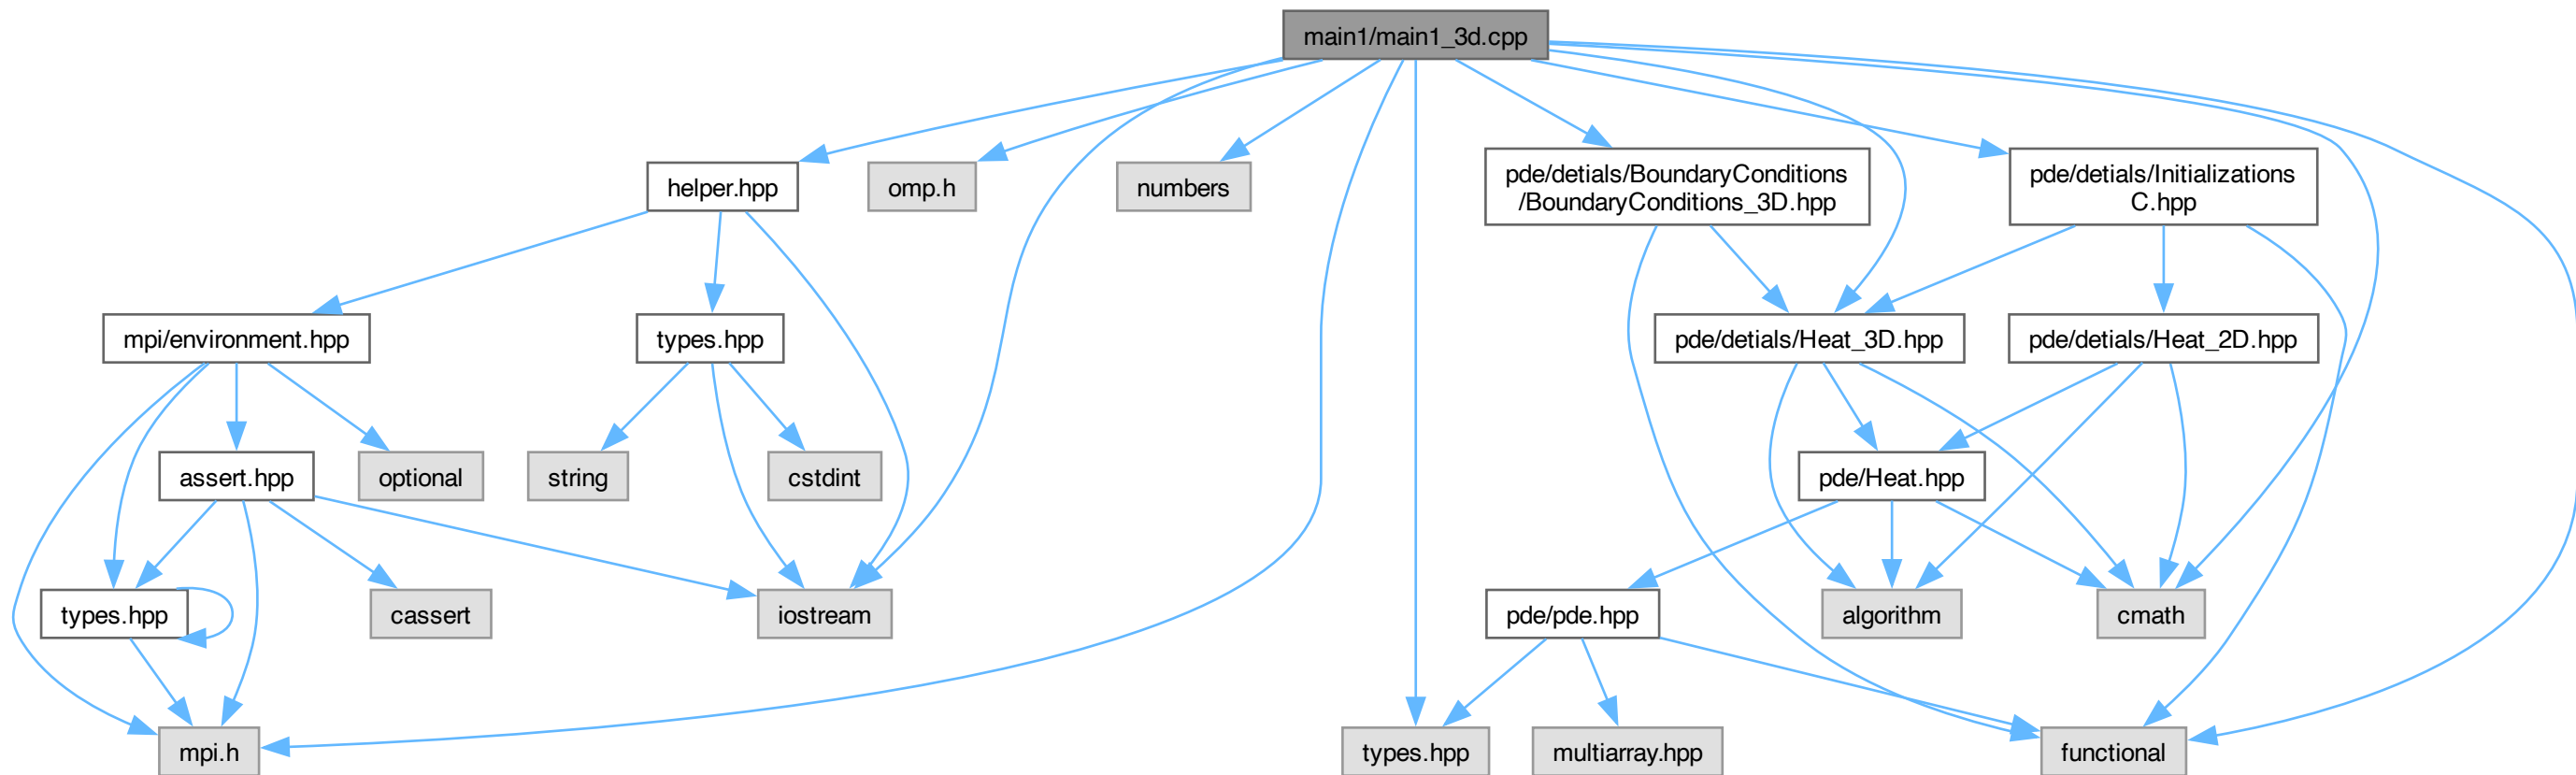 main1/main1_3d.cpp
helper.hpp
omp.h
numbers
pde/detials/BoundaryConditions
/BoundaryConditions_3D.hpp
pde/detials/Initializations
C.hpp
mpi/environment.hpp
types.hpp
pde/detials/Heat_3D.hpp
pde/detials/Heat_2D.hpp
assert.hpp
optional
string
cstdint
pde/Heat.hpp
types.hpp
cassert
iostream
pde/pde.hpp
algorithm
cmath
mpi.h
types.hpp
multiarray.hpp
functional